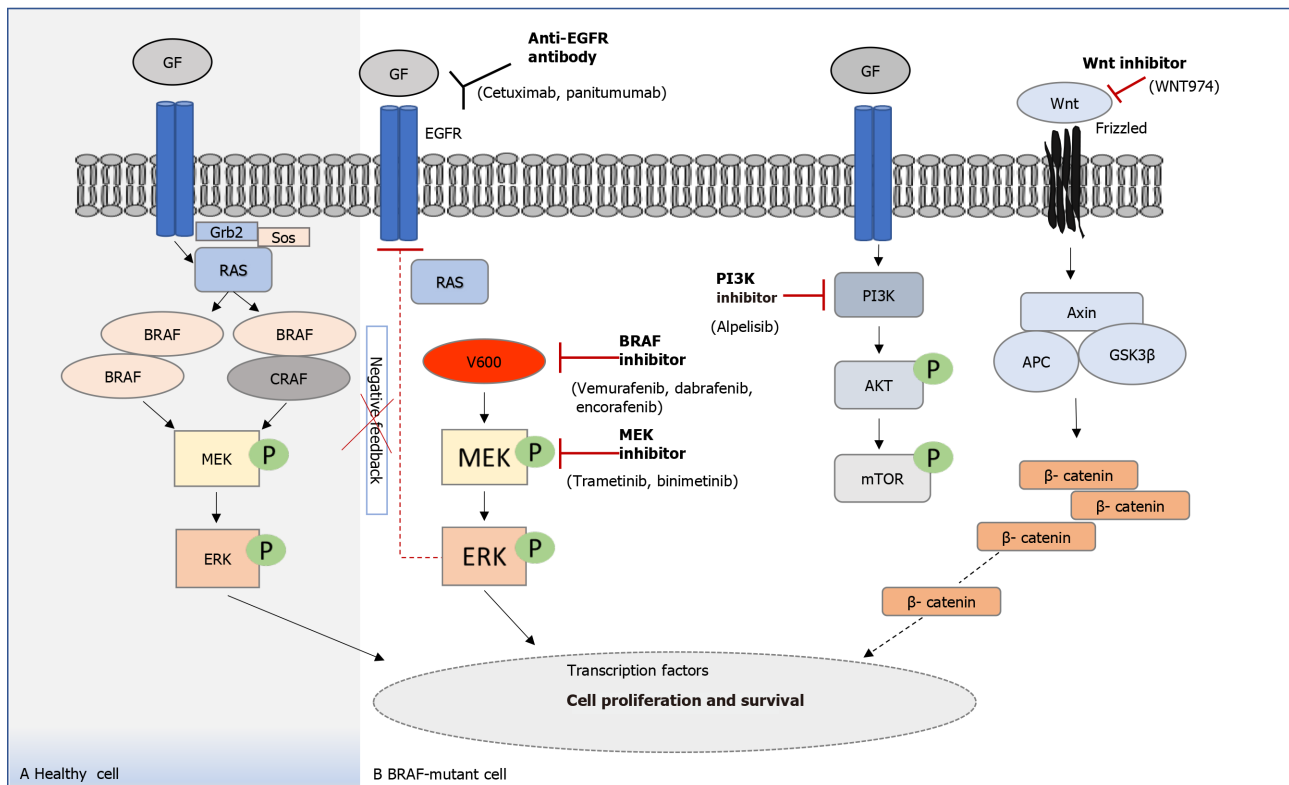 GF
Grb2
Sos
RAS
BRAF
BRAF
BRAF
CRAF
MEK
P
ERK
P
A Healthy cell
GF
Anti-EGFR
antibody
(Cetuximab, panitumumab)
EGFR
RAS
Negative feedback
V600
BRAF
inhibitor
(Vemurafenib, dabrafenib,
encorafenib)
MEK
P
MEK
inhibitor
(Trametinib, binimetinib)
ERK
P
GF
PI3K
inhibitor
(Alpelisib)
PI3K
AKT
P
mTOR
P
Wnt inhibitor
(WNT974)
Wnt
Frizzled
Axin
APC
GSK3β
β- catenin
β- catenin
β- catenin
β- catenin
Transcription factors
Cell proliferation and survival
B BRAF-mutant cell